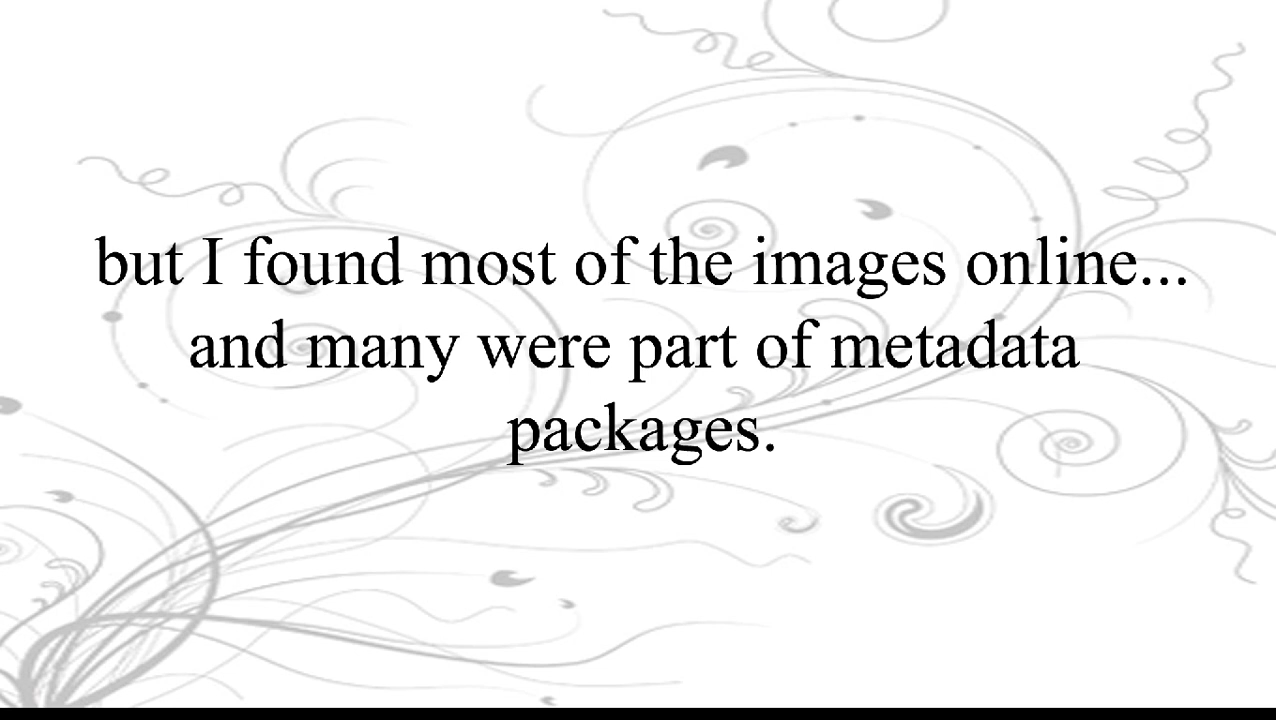 but I found most of the images online...
and many were part of metadata
packages.